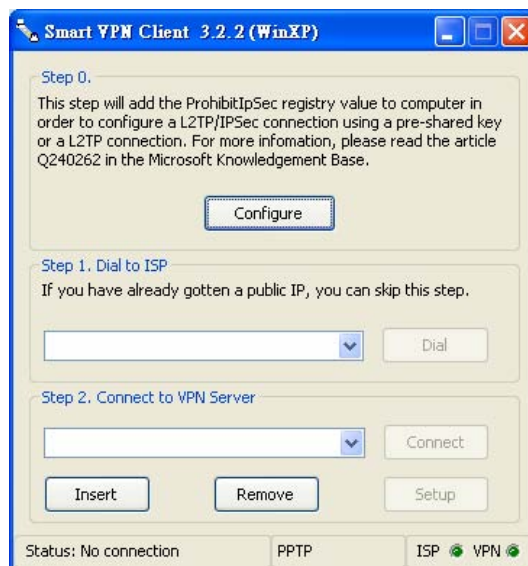 Smart VPN Client 3.2.2 (WinXP)
Step 0.
This step will add the ProhibitIpSec registry value to computer in
order to configure a L2TP/IPSec connection using a pre-shared key
or a L2TP connection. For more infomation, please read the article
Q240262 in the Microsoft Knowledgement Base.
Configure
Step 1. Dial to ISP
If you have already gotten a public IP, you can skip this step.
Dial
Step 2. Connect to VPN Server
Connect
Insert Remove Setup
Status: No connection PPTP ISP VPN